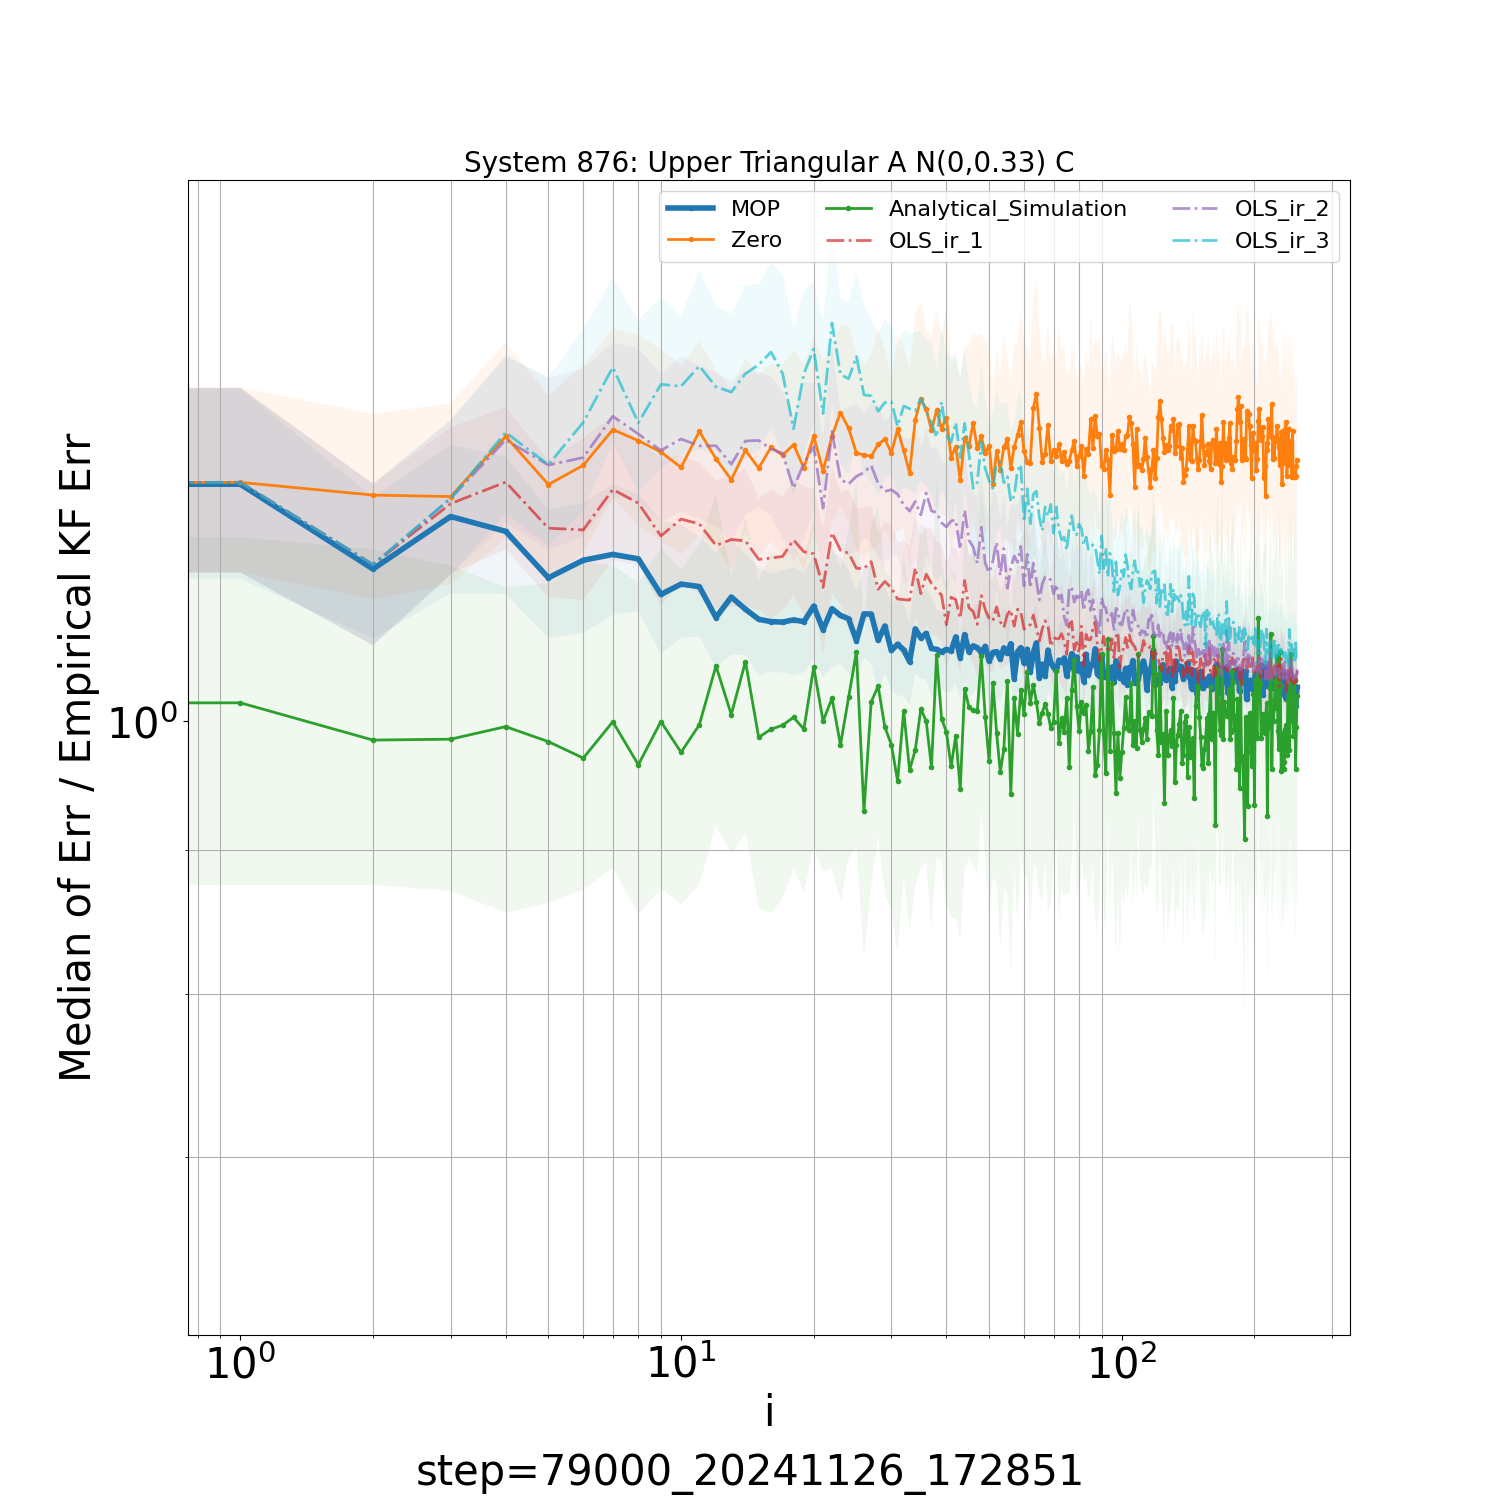 System 876: Upper Triangular A N(0,0.33) C
MOP
Zero
Analytical_Simulation
OLS_ir_1
OLS_ir_2
OLS_ir_3
Median of Err / Empirical KF Err
10⁰
10⁰
10¹
10²
i
step=79000_20241126_172851